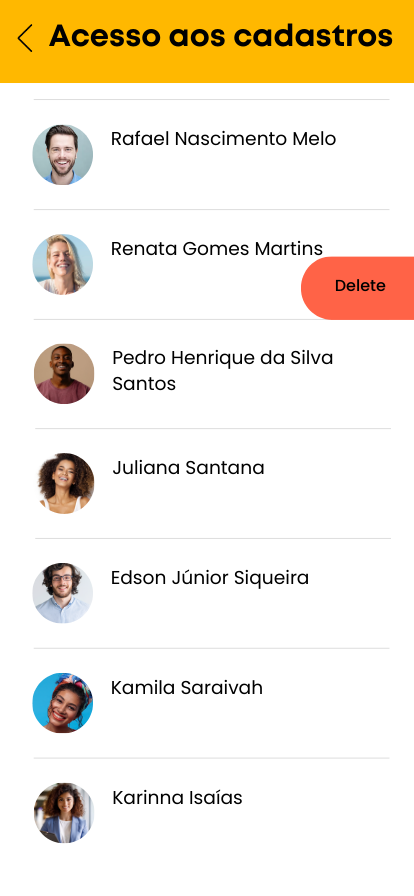 Acesso aos cadastros
Rafael Nascimento Melo
Renata Gomes Martins
Delete
Pedro Henrique da Silva
Santos
Juliana Santana
Edson Júnior Siqueira
Kamila Saraivah
Karinna Isaías